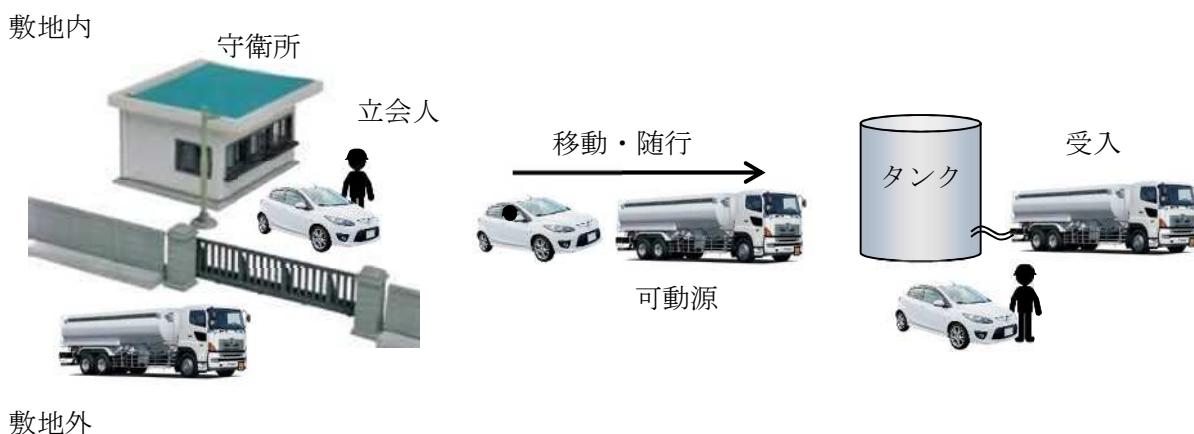 敷地内
守衛所
立会人
移動・随行
可動源
タンク
受入
敷地外